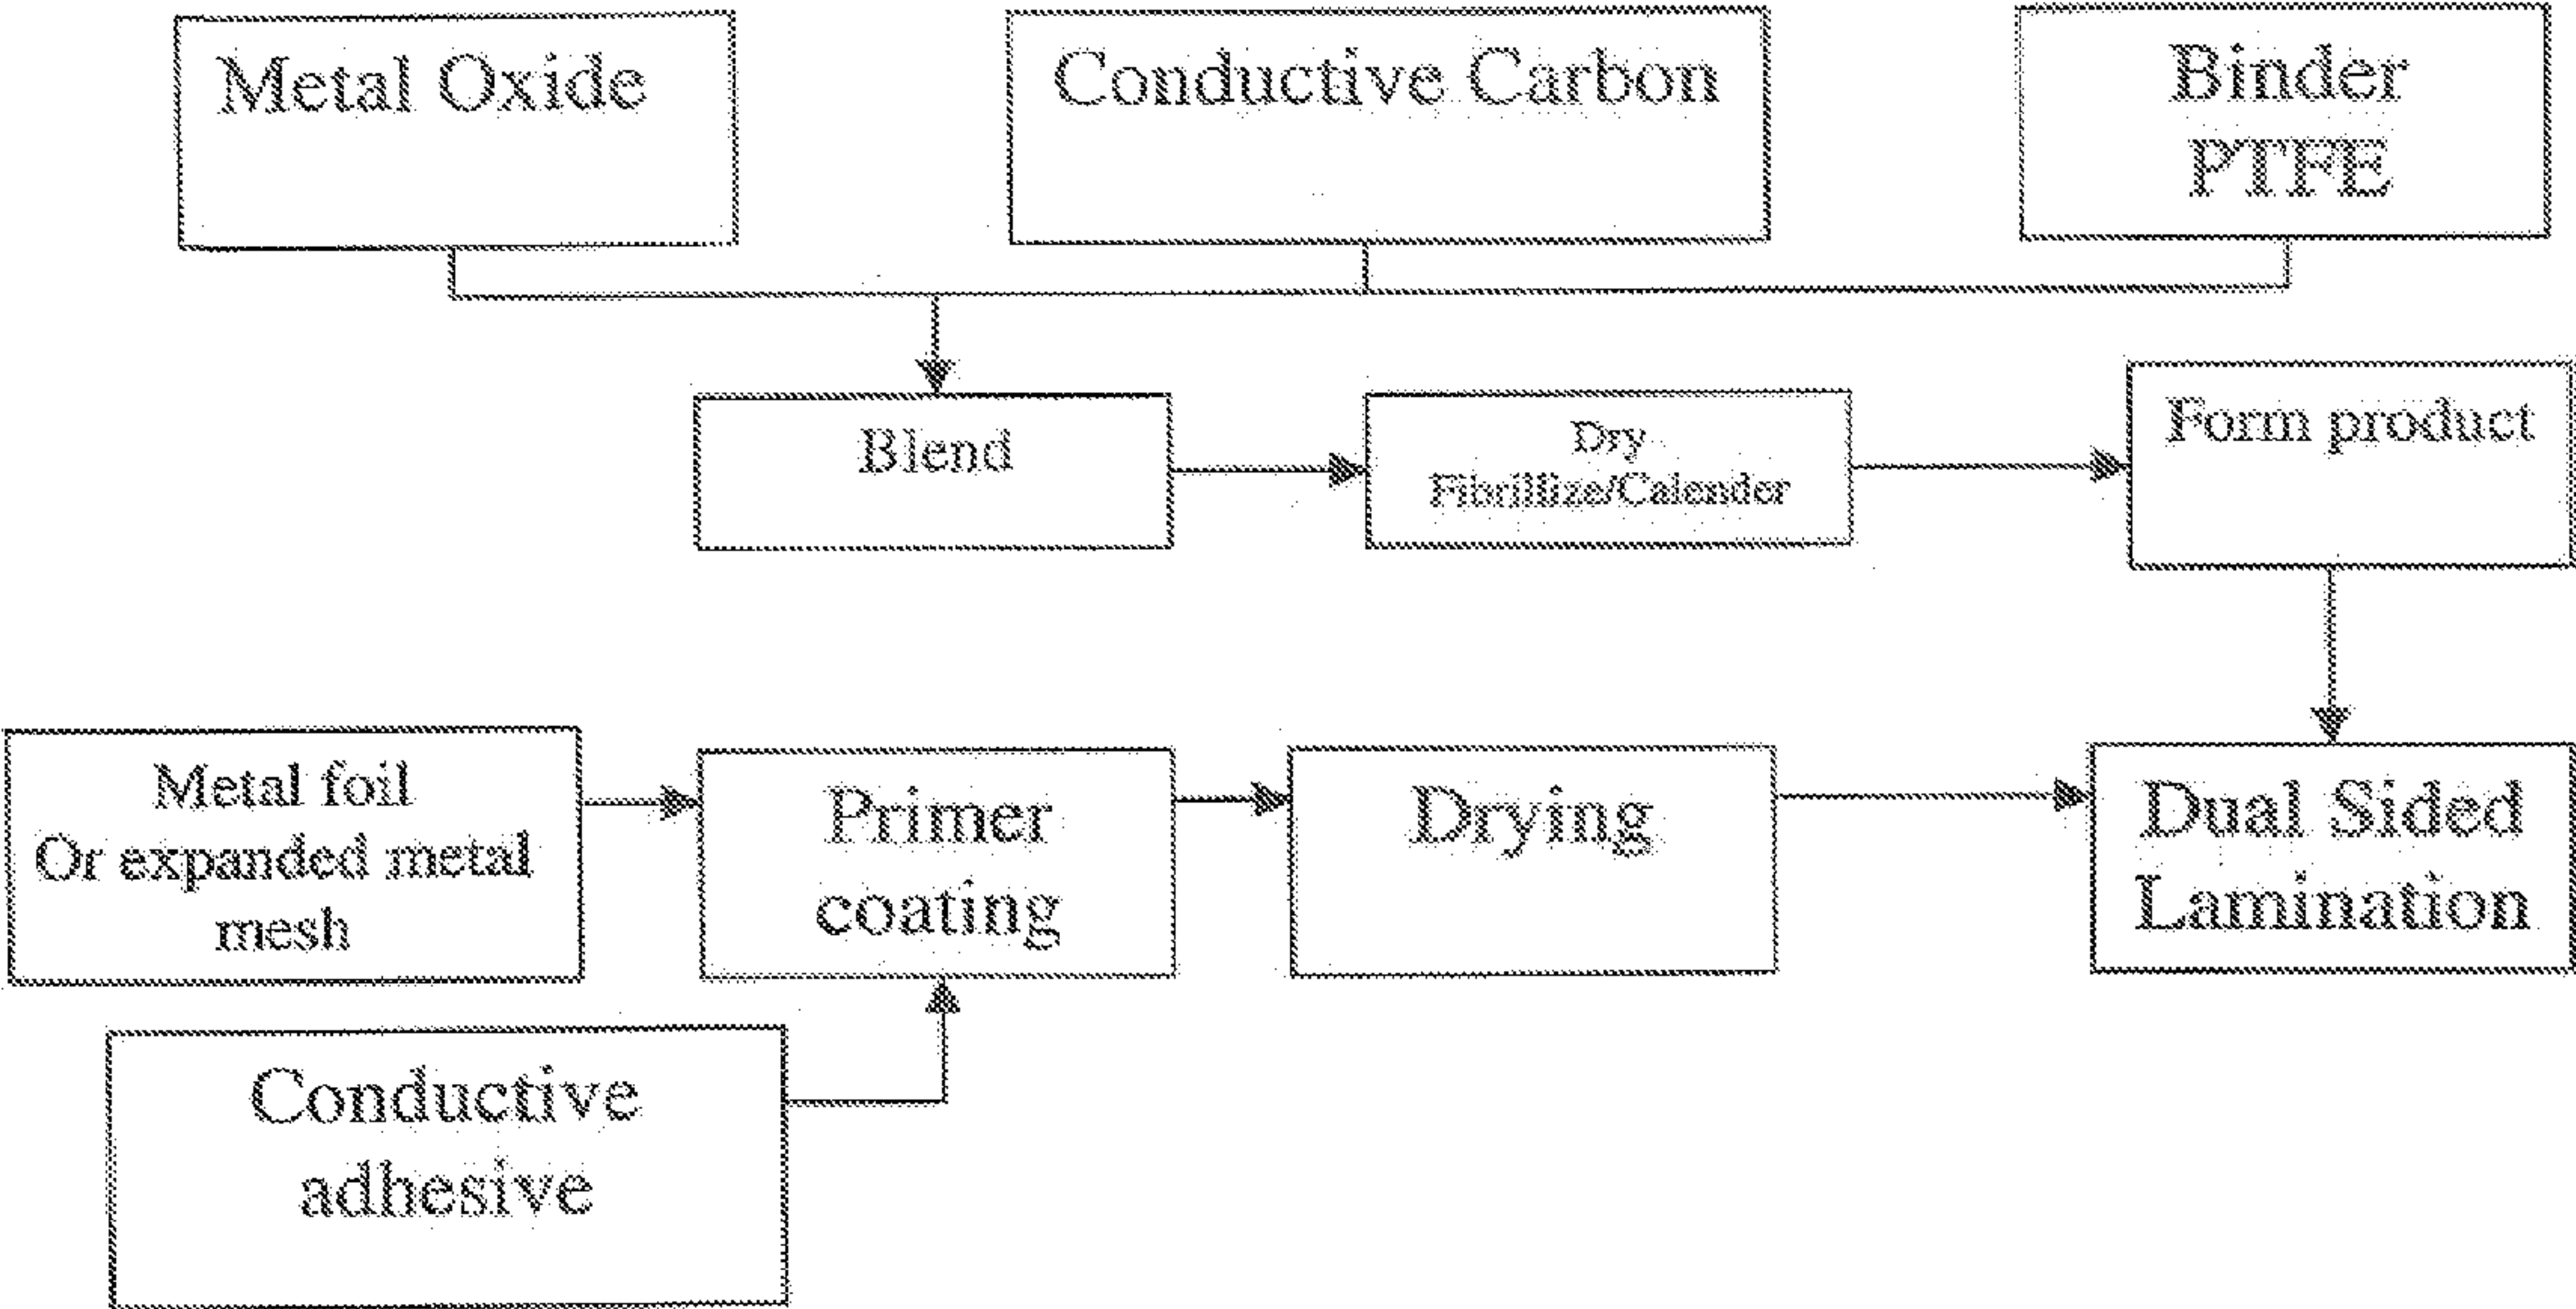 Metal Oxide
Conductive Carbon
Binder
PTFE
Blend
Dry
Fibrillize/Calender
Form product
Metal foil
Or expanded metal
mesh
Primer
coating
Drying
Dual Sided
Lamination
Conductive
adhesive